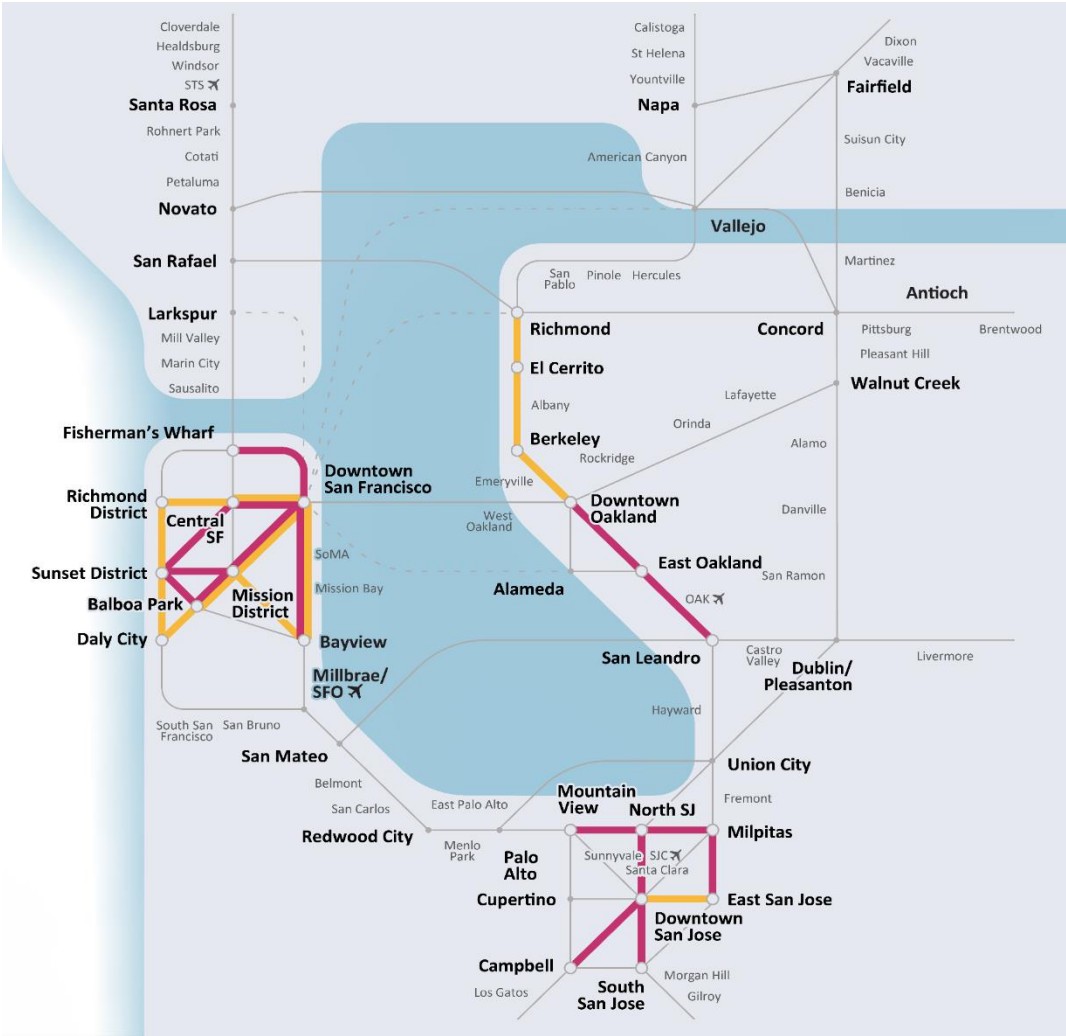 Cloverdale
Healdsburg
Windsor
STS
Santa Rosa
Rohnert Park
Cotati
Petaluma
Novato
San Rafael
Larkspur
Mill Valley
Marin City
Sausalito
Calistoga
St Helena
Yountville
Napa
American Canyon
Dixon
Vacaville
Fairfield
Suisun City
Benicia
Vallejo
Martinez
San
Pablo
Pinole
Hercules
Antioch
Richmond
Concord
Pittsburg
Brentwood
Pleasant Hill
El Cerrito
Walnut Creek
Albany
Lafayette
Orinda
Berkeley
Rockridge
Alamo
Emeryville
Fisherman's Wharf
Downtown
San Francisco
Richmond
District
Central
SF
West
Oakland
Downtown
Oakland
Danville
SoMA
Sunset District
Mission Bay
East Oakland
San Ramon
Balboa Park
Mission
District
Alameda
OAK
Daly City
Bayview
San Leandro
Castro
Valley
Dublin/
Pleasanton
Livermore
Millbrae/
SFO
South San
Francisco
San Bruno
Hayward
San Mateo
Union City
Belmont
San Carlos
East Palo Alto
Mountain
View
North SJ
Fremont
Redwood City
Menlo
Park
Palo
Alto
Milpitas
Sunnyvale
SJC
Santa Clara
Cupertino
East San Jose
Downtown
San Jose
Campbell
South
San Jose
Morgan Hill
Gilroy
Los Gatos